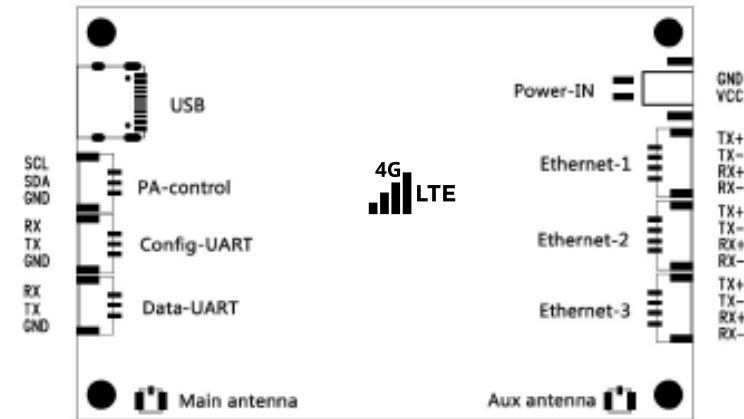 USB
SCL
SDA
GND
PA-control
RX
TX
GND
Config-UART
RX
TX
GND
Data-UART
Main antenna
4G
LTE
Power-IN
GND
VCC
Ethernet-1
TX+
TX-
RX+
RX-
Ethernet-2
TX+
TX-
RX+
RX-
Ethernet-3
TX+
TX-
RX+
RX-
Aux antenna